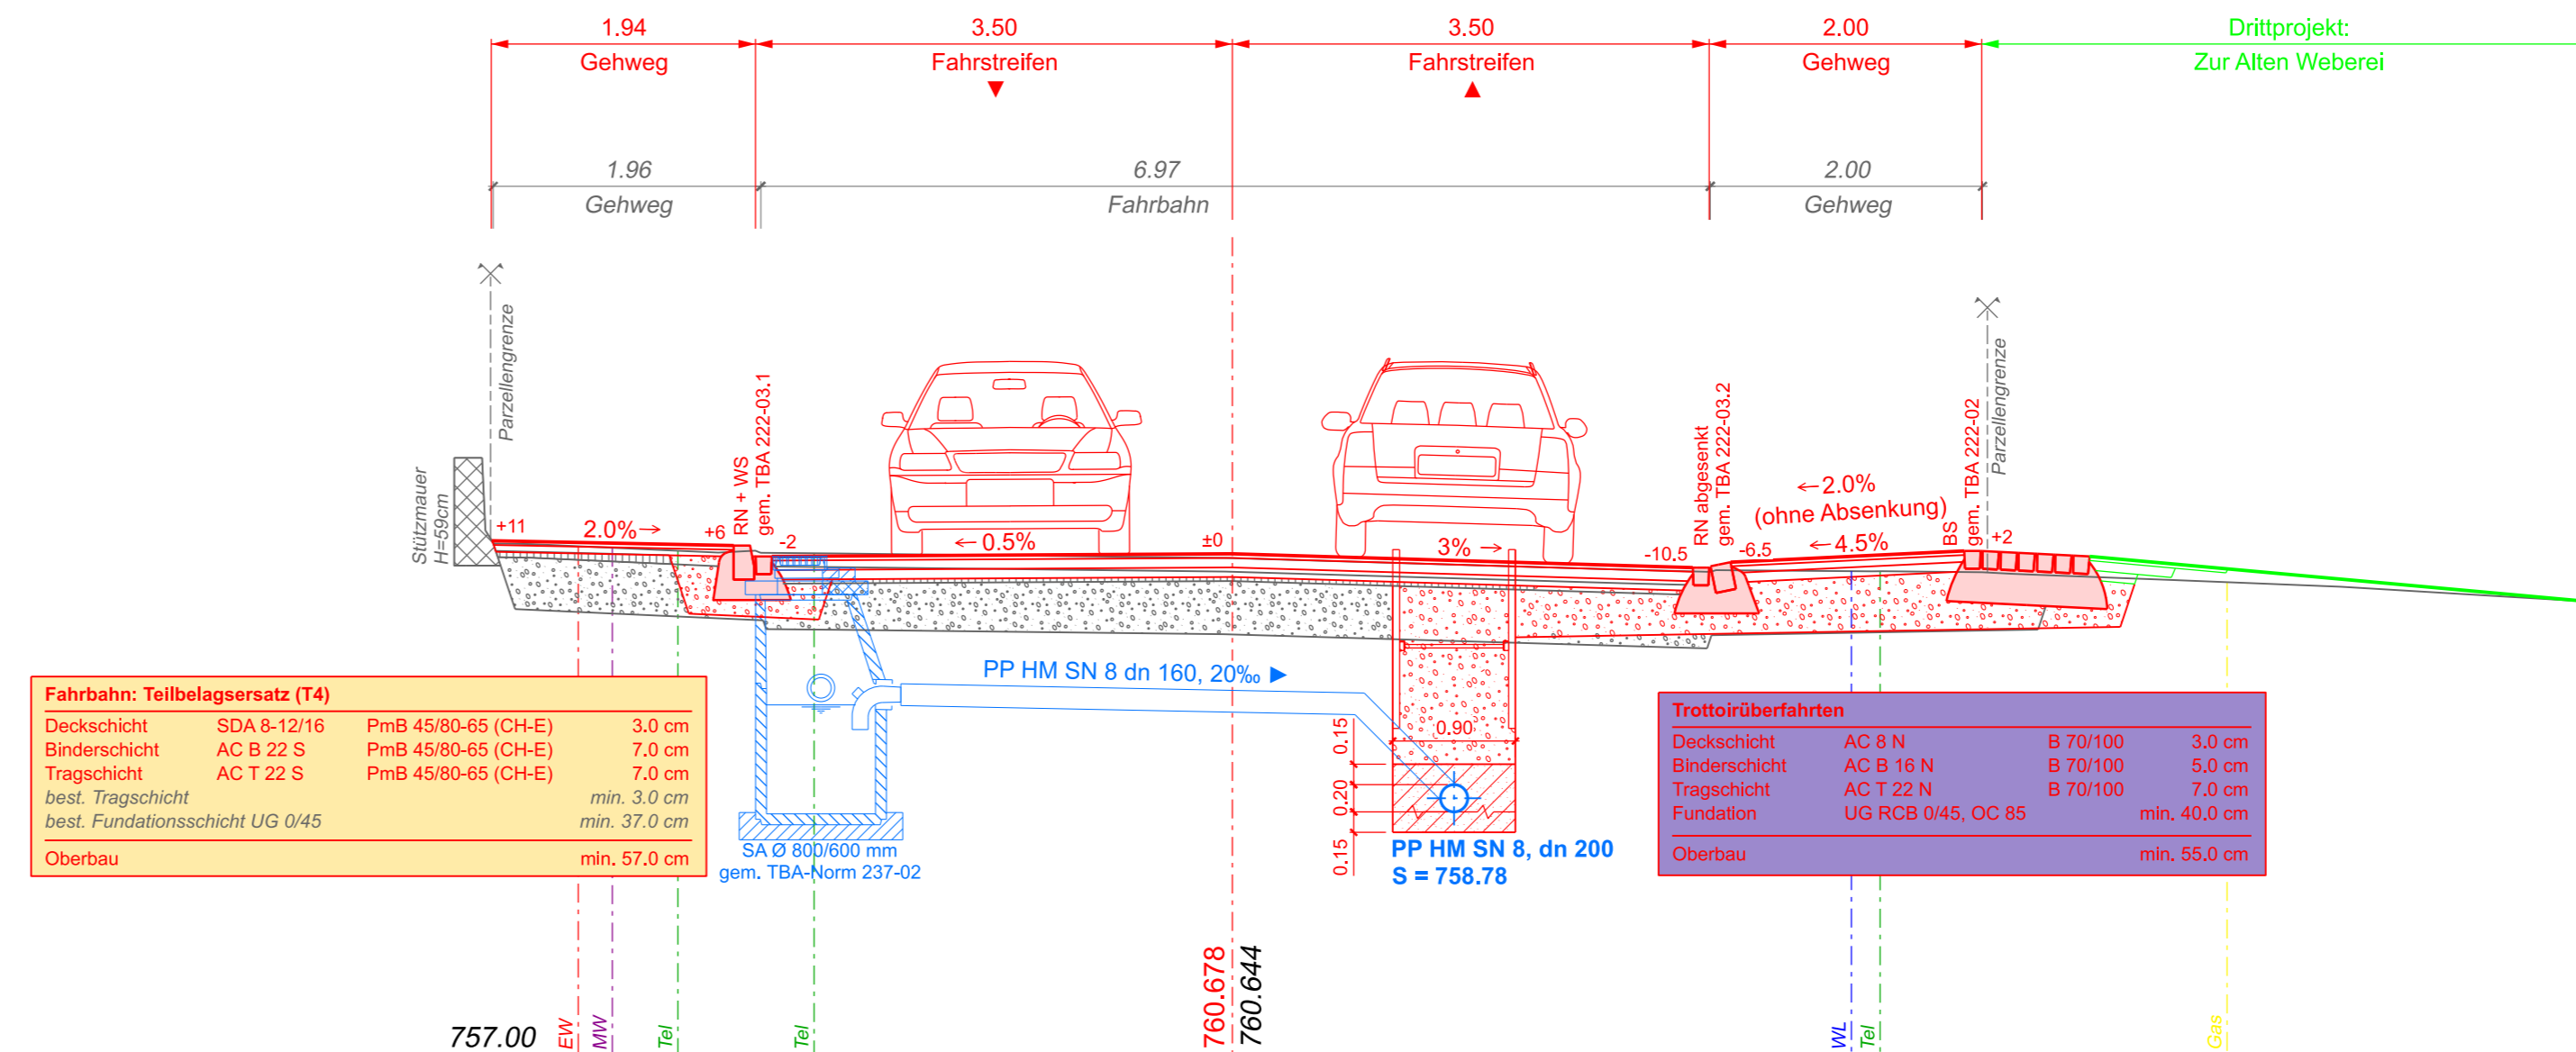 1.94
3.50
3.50
2.00
Drittprojekt:
Gehweg
Fahrstreifen
Fahrstreifen
Gehweg
Zur Alten Weberei
▼
▲
1.96
6.97
2.00
Gehweg
Fahrbahn
Gehweg
Parzellengrenze
Parzellengrenze
Stützmauer
H=59cm
RN + WS
gem. TBA 222-03.1
RN abgesenkt
gem. TBA 222-03.2
BS
gem. TBA 222-02
+11
2.0%→
+6
-2
←0.5%
±0
3% →
-10.5
-6.5
←2.0%
(ohne Absenkung)
←4.5%
+2
PP HM SN 8 dn 160, 20‰ ►
Fahrbahn: Teilbelagsersatz (T4)
Deckschicht SDA 8-12/16 PmB 45/80-65 (CH-E) 3.0 cm
Binderschicht AC B 22 S PmB 45/80-65 (CH-E) 7.0 cm
Tragschicht AC T 22 S PmB 45/80-65 (CH-E) 7.0 cm
best. Tragschicht min. 3.0 cm
best. Fundationsschicht UG 0/45 min. 37.0 cm
Oberbau min. 57.0 cm
SA Ø 800/600 mm
gem. TBA-Norm 237-02
0.90
0.15
0.20
0.15
PP HM SN 8, dn 200
S = 758.78
Trottoirüberfahrten
Deckschicht AC 8 N B 70/100 3.0 cm
Binderschicht AC B 16 N B 70/100 5.0 cm
Tragschicht AC T 22 N B 70/100 7.0 cm
Fundation UG RCB 0/45, OC 85 min. 40.0 cm
Oberbau min. 55.0 cm
757.00
EW
MW
Tel
Tel
760.678
760.644
WL
Tel
Gas